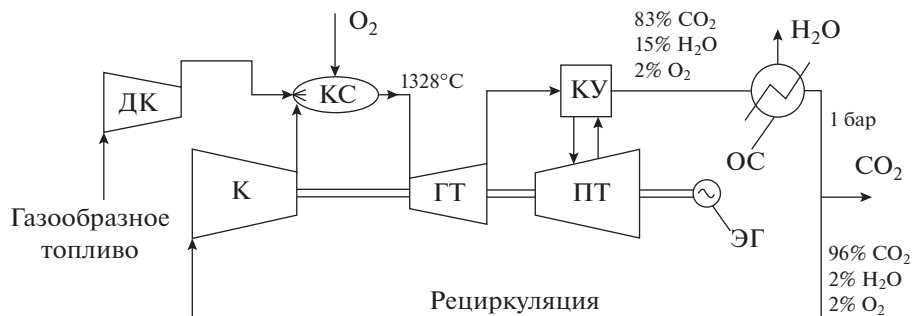 O₂
83% CO₂
15% H₂O
2% O₂
H₂O
ДК
КС
1328°C
КУ
1 бар
ОС
CO₂
К
ГТ
ПТ
ЭГ
Газообразное
топливо
96% CO₂
2% H₂O
2% O₂
Рециркуляция